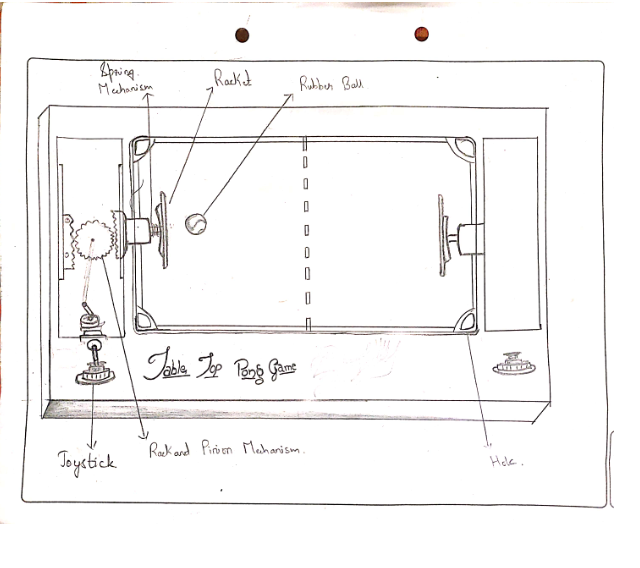 Spring
Mechanism
Racket
Rubber Ball
Table Top Pong Game
Joystick
Rack and Pinion Mechanism.
Hole.